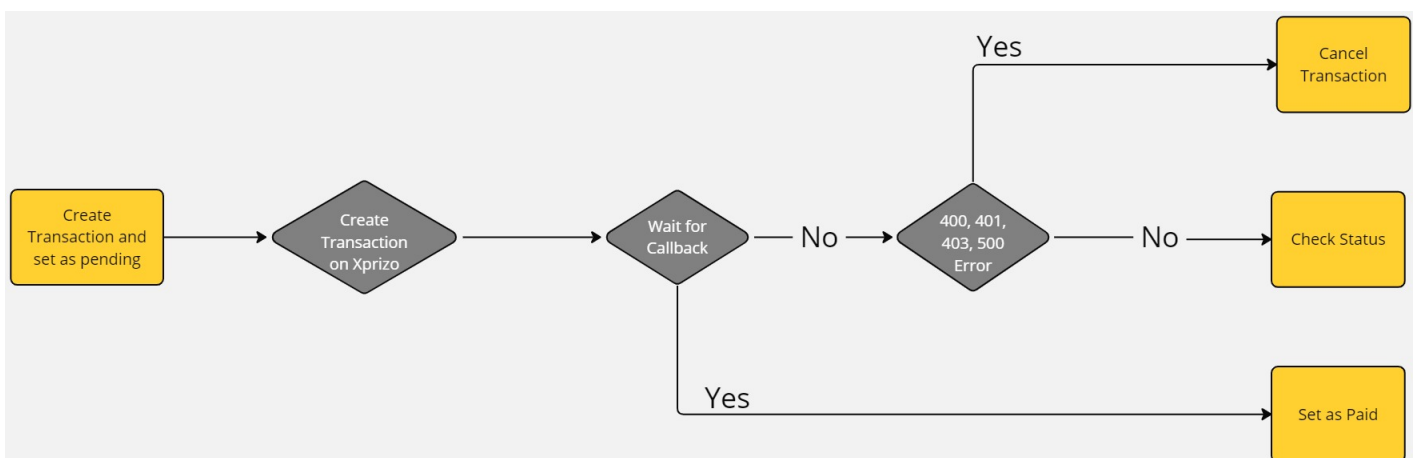 Yes
Cancel
Transaction
Create
Transaction and
set as pending
Create
Transaction
on Xprizo
Wait for
Callback
No
400, 401,
403, 500
Error
No
Check Status
Yes
Set as Paid